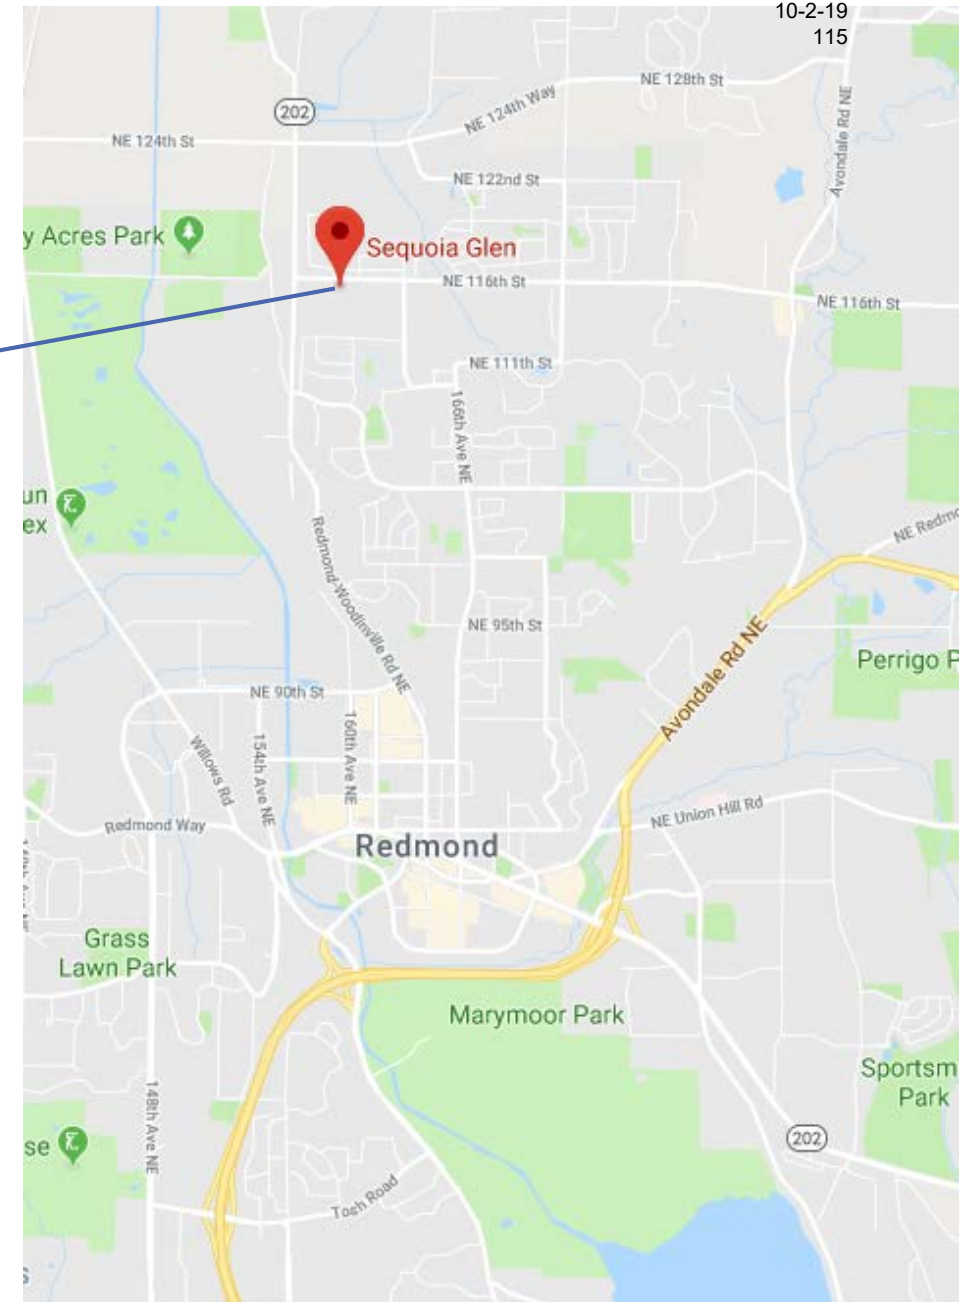 10-2-19
115
NE 128th St
202
NE 124th Way
NE 124th St
Avondale Rd NE
NE 122nd St
y Acres Park
Sequoia Glen
NE 116th St
NE 116th St
NE 111th St
166th Ave NE
un
ex
NE Redmo
Redmond-Woodinville Rd NE
NE 95th St
Avondale Rd NE
Perrigo P
NE 90th St
160th Ave NE
154th Ave NE
Willows Rd
NE Union Hill Rd
Redmond Way
Redmond
Grass
Lawn Park
Marymoor Park
Sportsm
Park
148th Ave NE
202
se
Tosh Road
s